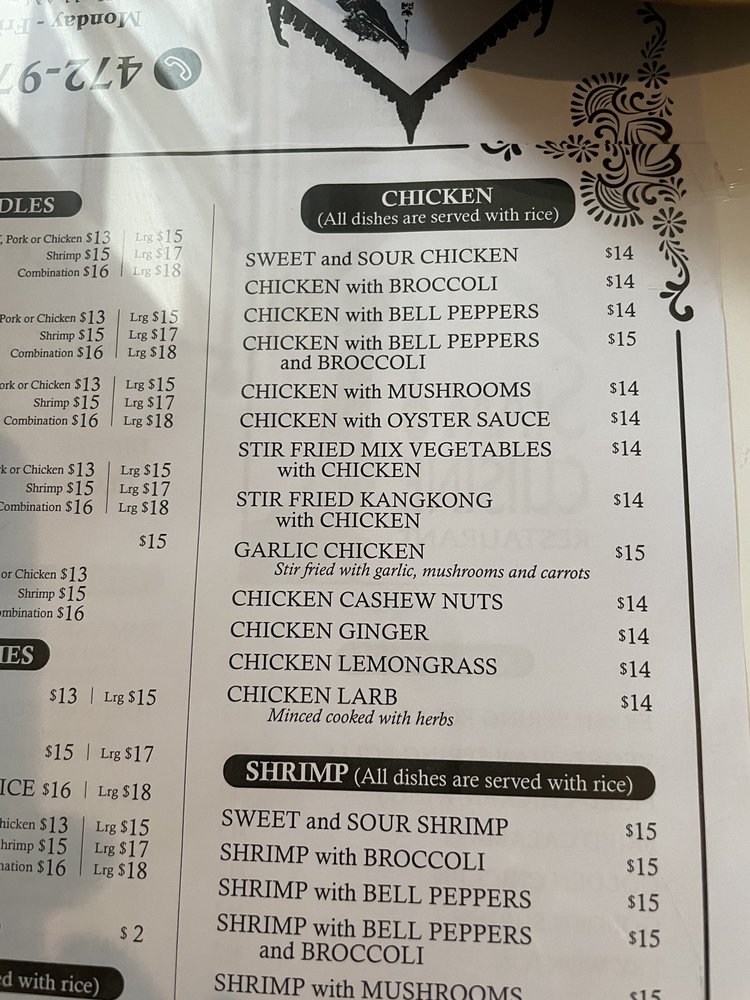 Monday - Fri
472-97
DLES
Pork or Chicken $13 | Lrg $15
Shrimp $15 | Lrg $17
Combination $16 | Lrg $18
Pork or Chicken $13 | Lrg $15
Shrimp $15 | Lrg $17
Combination $16 | Lrg $18
ork or Chicken $13 | Lrg $15
Shrimp $15 | Lrg $17
Combination $16 | Lrg $18
k or Chicken $13 | Lrg $15
Shrimp $15 | Lrg $17
Combination $16 | Lrg $18
$15
or Chicken $13
Shrimp $15
mbination $16
IES
$13 | Lrg $15
$15 | Lrg $17
ICE $16 | Lrg $18
hicken $13 | Lrg $15
hrimp $15 | Lrg $17
nation $16 | Lrg $18
$ 2
ed with rice)
CHICKEN
(All dishes are served with rice)
SWEET and SOUR CHICKEN $14
CHICKEN with BROCCOLI $14
CHICKEN with BELL PEPPERS $14
CHICKEN with BELL PEPPERS $15
and BROCCOLI
CHICKEN with MUSHROOMS $14
CHICKEN with OYSTER SAUCE $14
STIR FRIED MIX VEGETABLES $14
with CHICKEN
STIR FRIED KANGKONG $14
with CHICKEN
GARLIC CHICKEN $15
Stir fried with garlic, mushrooms and carrots
CHICKEN CASHEW NUTS $14
CHICKEN GINGER $14
CHICKEN LEMONGRASS $14
CHICKEN LARB $14
Minced cooked with herbs
SHRIMP (All dishes are served with rice)
SWEET and SOUR SHRIMP $15
SHRIMP with BROCCOLI $15
SHRIMP with BELL PEPPERS $15
SHRIMP with BELL PEPPERS $15
and BROCCOLI
SHRIMP with MUSHROOMS $15